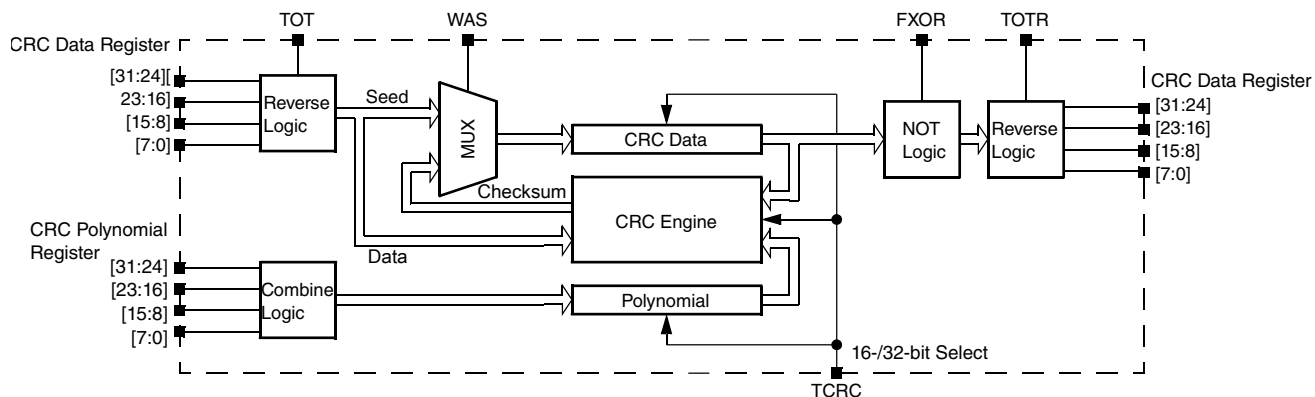 TOT
WAS
FXOR
TOTR
CRC Data Register
[31:24][
23:16]
[15:8]
[7:0]
Reverse
Logic
Seed
MUX
CRC Data
NOT
Logic
Reverse
Logic
CRC Data Register
[31:24]
[23:16]
[15:8]
[7:0]
Checksum
CRC Engine
Data
CRC Polynomial
Register
[31:24]
[23:16]
[15:8]
[7:0]
Combine
Logic
Polynomial
16-/32-bit Select
TCRC